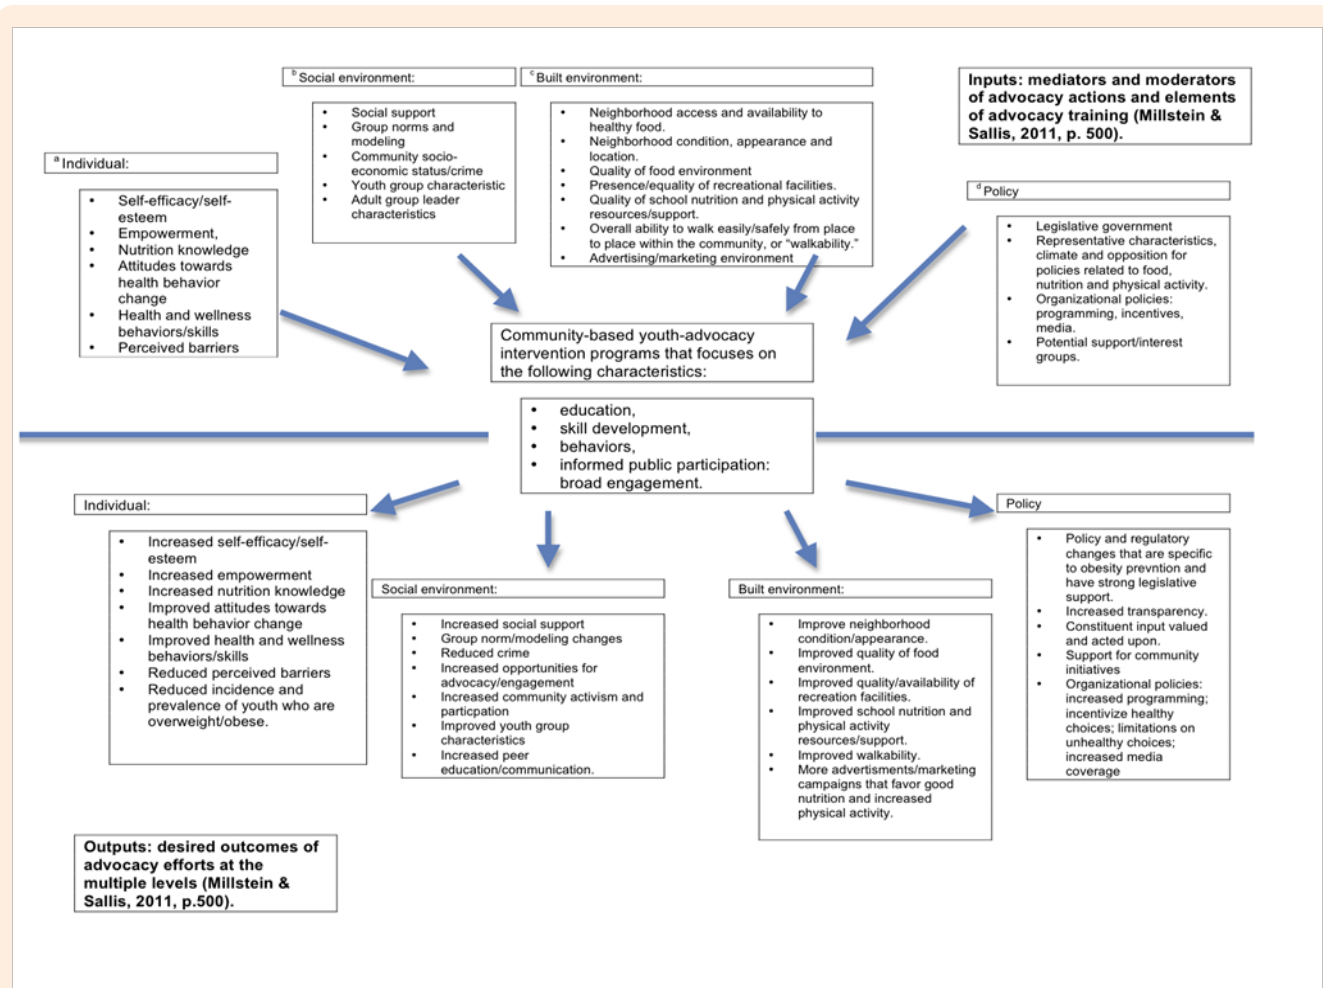 b Social environment:
• Social support
• Group norms and
modeling
• Community socio-
economic status/crime
• Youth group characteristic
• Adult group leader
characteristics
c Built environment:
• Neighborhood access and availability to
healthy food.
• Neighborhood condition, appearance and
location.
• Quality of food environment
• Presence/equality of recreational facilities.
• Quality of school nutrition and physical activity
resources/support.
• Overall ability to walk easily/safely from place
to place within the community, or “walkability.”
• Advertising/marketing environment
Inputs: mediators and moderators
of advocacy actions and elements
of advocacy training (Millstein &
Sallis, 2011, p. 500).
a Individual:
• Self-efficacy/self-
esteem
• Empowerment,
• Nutrition knowledge
• Attitudes towards
health behavior
change
• Health and wellness
behaviors/skills
• Perceived barriers
d Policy
• Legislative government
• Representative characteristics,
climate and opposition for
policies related to food,
nutrition and physical activity.
• Organizational policies:
programming, incentives,
media.
• Potential support/interest
groups.
Community-based youth-advocacy
intervention programs that focuses on
the following characteristics:
• education,
• skill development,
• behaviors,
• informed public participation:
broad engagement.
Individual:
• Increased self-efficacy/self-
esteem
• Increased empowerment
• Increased nutrition knowledge
• Improved attitudes towards
health behavior change
• Improved health and wellness
behaviors/skills
• Reduced perceived barriers
• Reduced incidence and
prevalence of youth who are
overweight/obese.
Social environment:
• Increased social support
• Group norm/modeling changes
• Reduced crime
• Increased opportunities for
advocacy/engagement
• Increased community activism and
particpation
• Improved youth group
characteristics
• Increased peer
education/communication.
Built environment:
• Improve neighborhood
condition/appearance.
• Improved quality of food
environment.
• Improved quality/availability of
recreation facilities.
• Improved school nutrition and
physical activity
resources/support.
• Improved walkability.
• More advertisments/marketing
campaigns that favor good
nutrition and increased
physical activity.
Policy
• Policy and regulatory
changes that are specific
to obesity prevntion and
have strong legislative
support.
• Increased transparency.
• Constituent input valued
and acted upon.
• Support for community
initiatives
• Organizational policies:
increased programming;
incentivize healthy
choices; limitations on
unhealthy choices;
increased media
coverage
Outputs: desired outcomes of
advocacy efforts at the
multiple levels (Millstein &
Sallis, 2011, p.500).